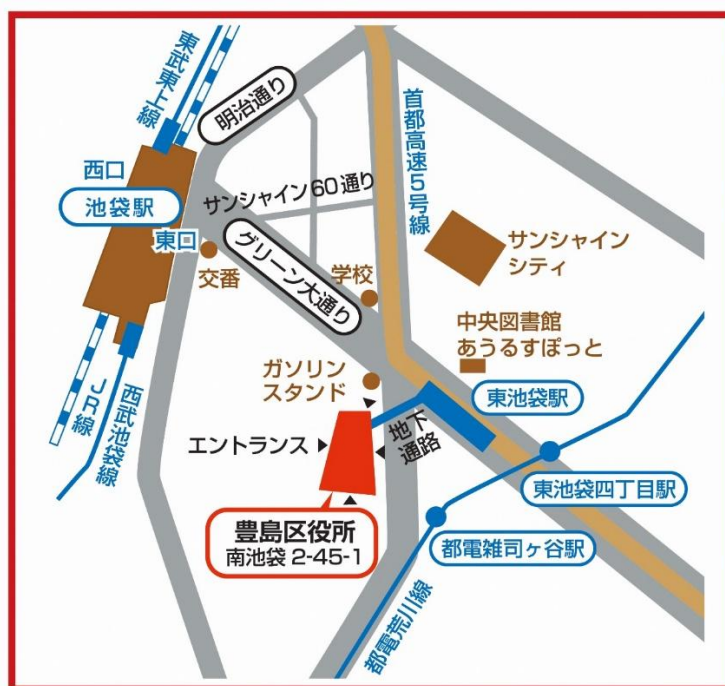 東武東上線
明治通り
首都高速5号線
西口
池袋駅
東口
サンシャイン60通り
サンシャイン
シティ
交番
グリーン大通り
学校
中央図書館
あうるすぽっと
ガソリン
スタンド
東池袋駅
JR線
西武池袋線
エントランス
地下
通路
東池袋四丁目駅
豊島区役所
南池袋 2-45-1
都電雑司ヶ谷駅
都電荒川線